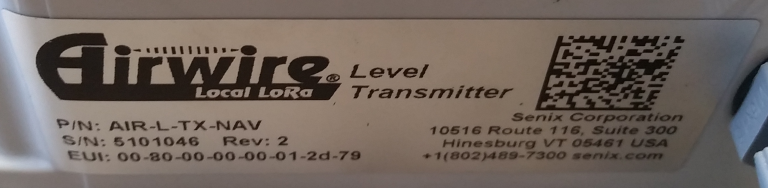 Airwire®
Local LoRa
Level
Transmitter
P/N: AIR-L-TX-NAV
S/N: 5101046 Rev: 2
EUI: 00-80-00-00-00-01-2d-79
Senix Corporation
10516 Route 116, Suite 300
Hinesburg VT 05461 USA
+1(802)489-7300 senix.com